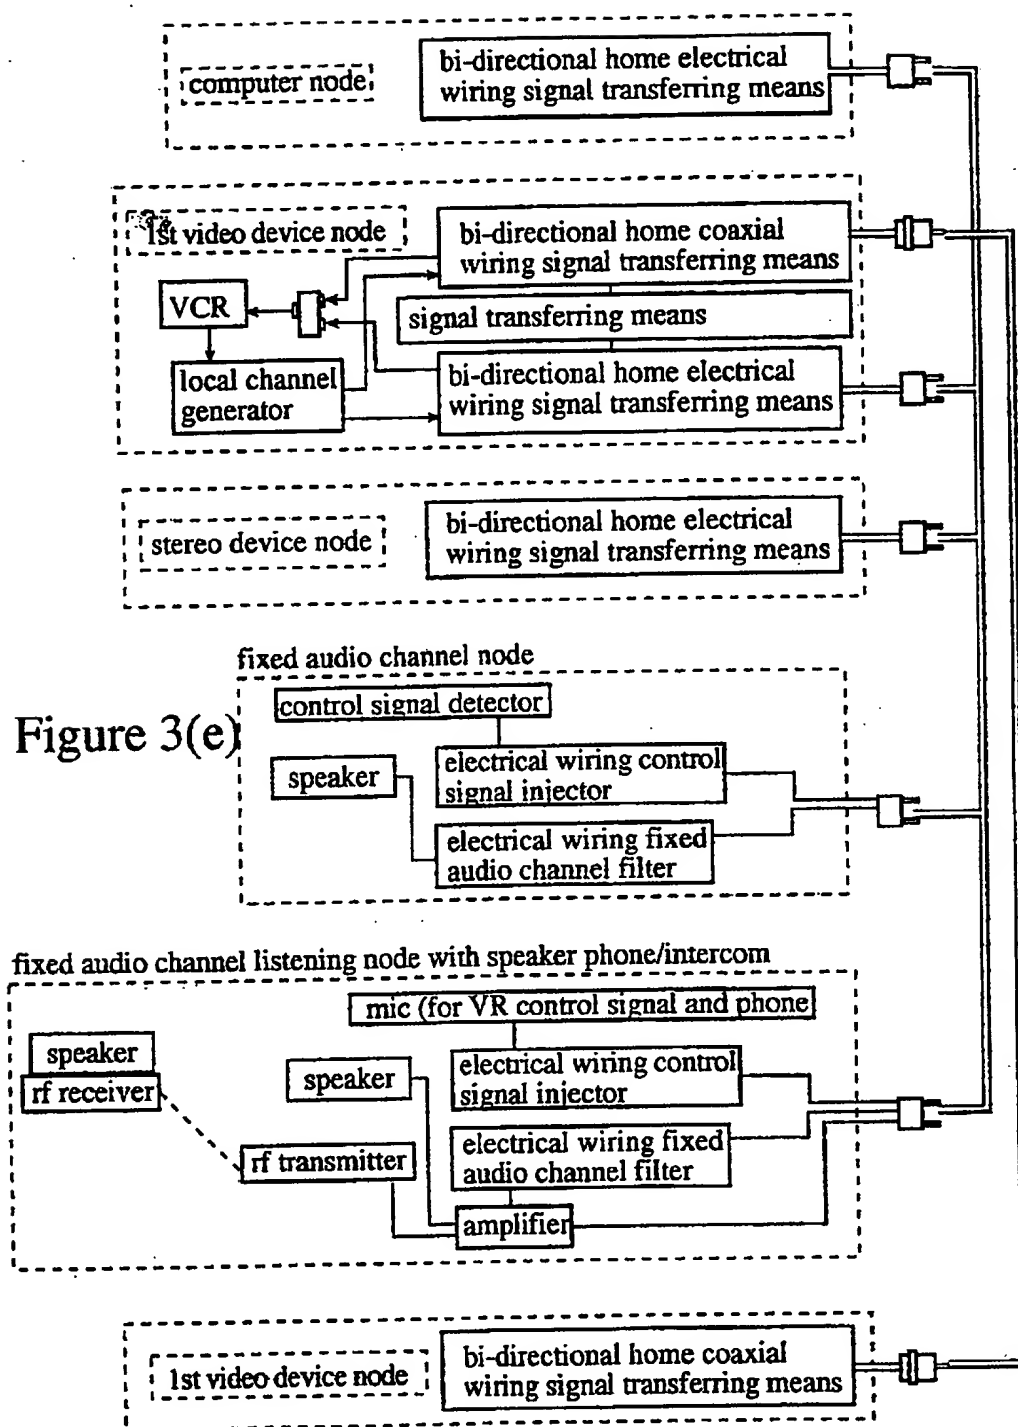 computer node
bi-directional home electrical
wiring signal transferring means
1st video device node
bi-directional home coaxial
wiring signal transferring means
VCR
signal transferring means
local channel
generator
bi-directional home electrical
wiring signal transferring means
stereo device node
bi-directional home electrical
wiring signal transferring means
fixed audio channel node
control signal detector
Figure 3(e)
speaker
electrical wiring control
signal injector
electrical wiring fixed
audio channel filter
fixed audio channel listening node with speaker phone/intercom
mic (for VR control signal and phone
speaker
rf receiver
speaker
electrical wiring control
signal injector
rf transmitter
electrical wiring fixed
audio channel filter
amplifier
1st video device node
bi-directional home coaxial
wiring signal transferring means